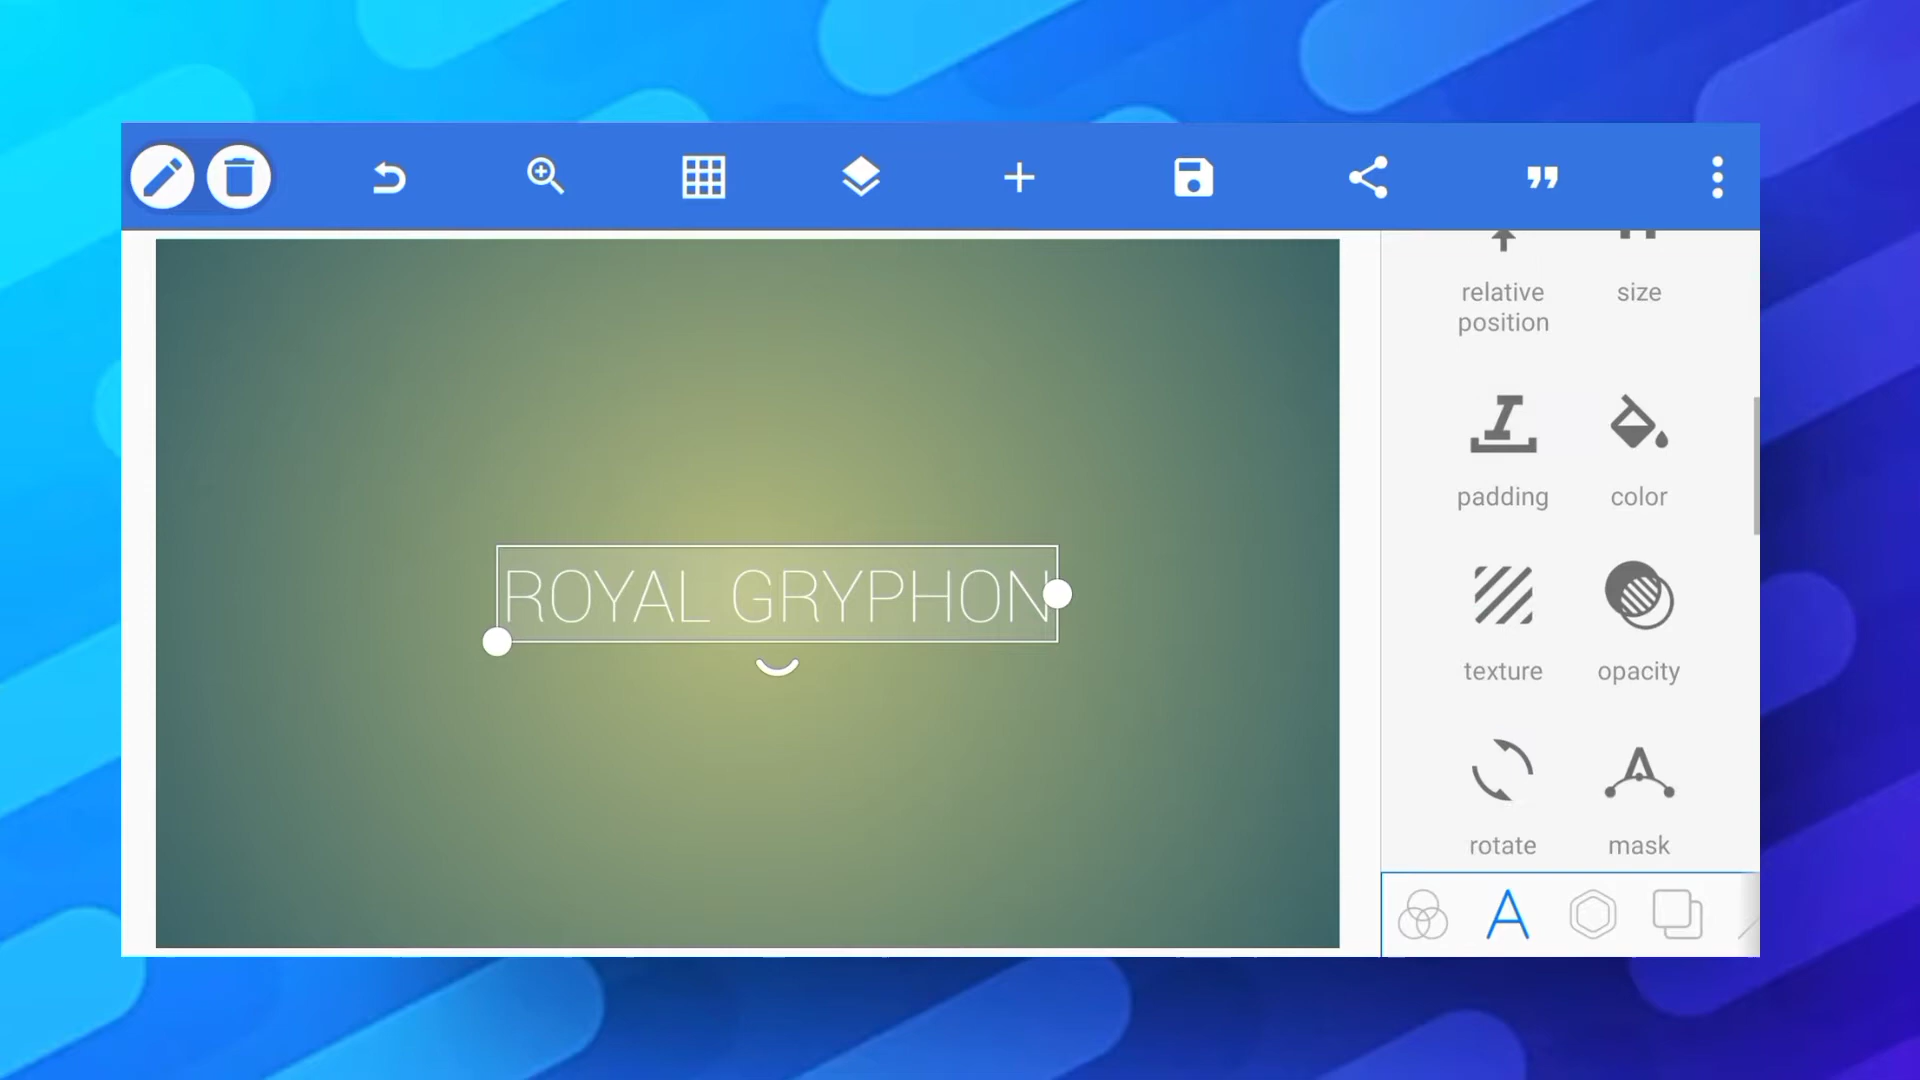 relative
position
size
padding
color
ROYAL GRYPHON
texture
opacity
rotate
mask